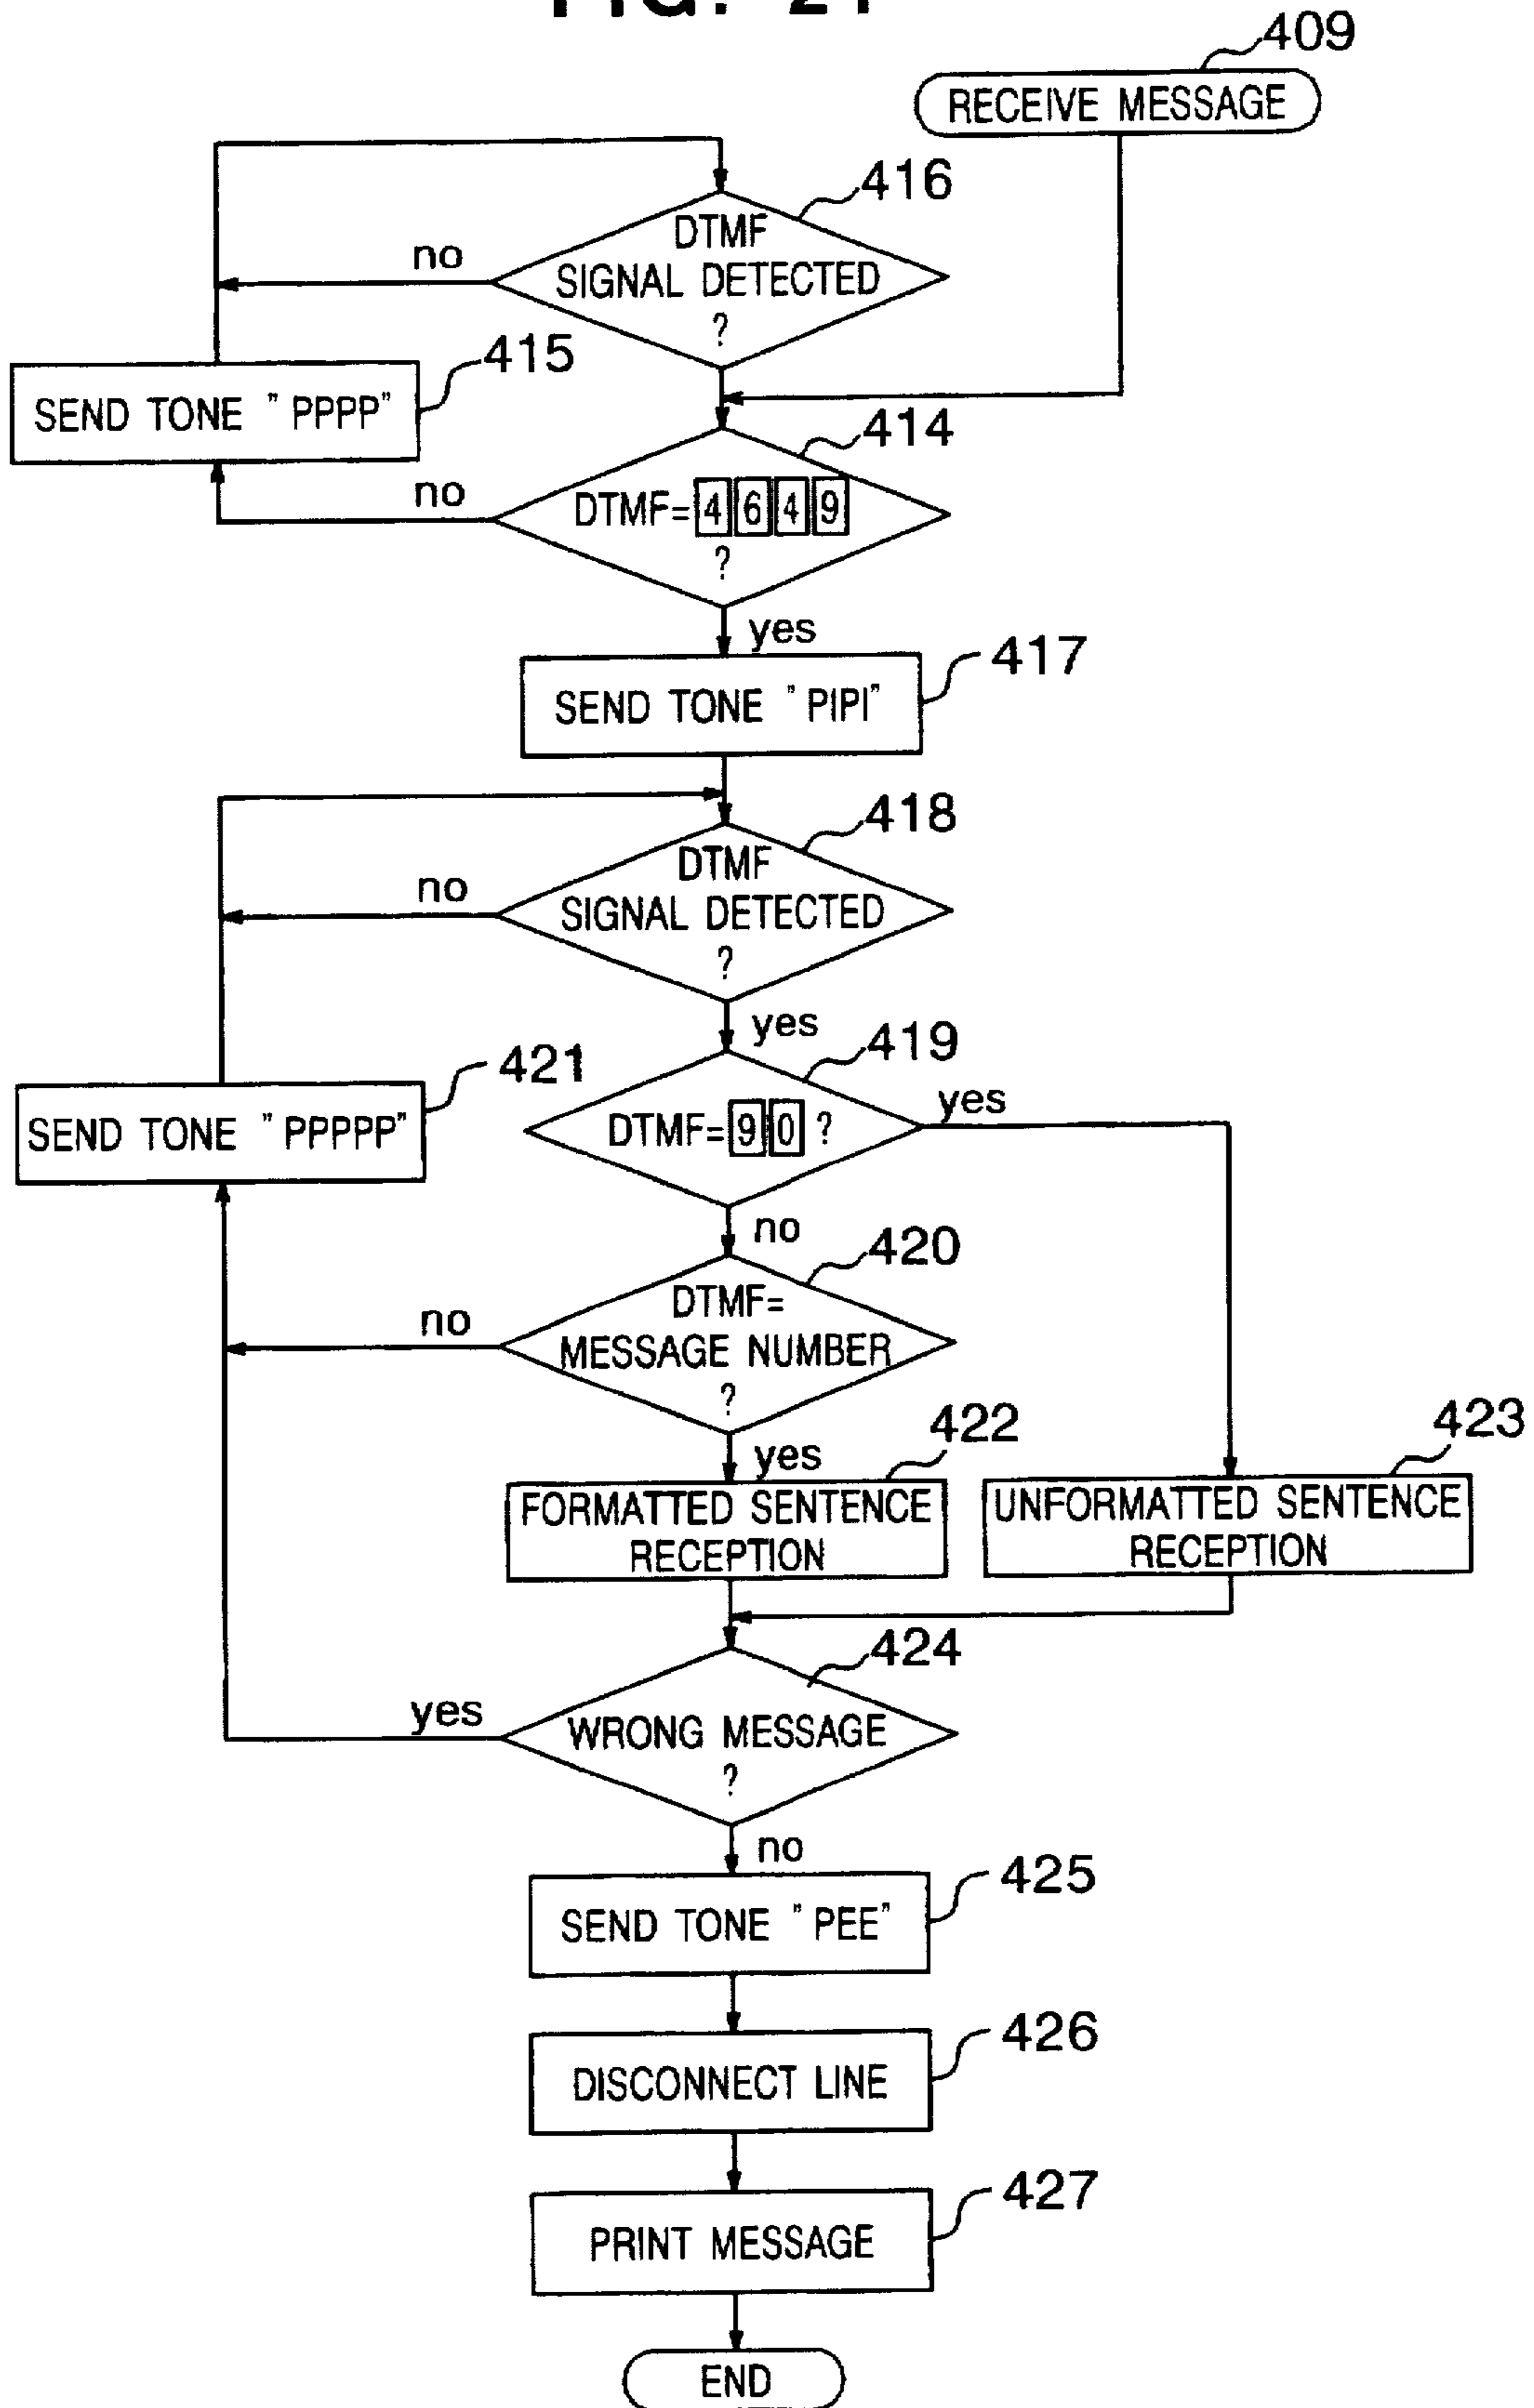 409
RECEIVE MESSAGE
416
DTMF
SIGNAL DETECTED
?
no
415
SEND TONE "PPPP"
414
no
DTMF=4649
?
yes
417
SEND TONE "PIPI"
418
DTMF
SIGNAL DETECTED
?
no
yes
419
421
SEND TONE "PPPPP"
DTMF=90 ?
yes
no
420
DTMF=
MESSAGE NUMBER
?
no
yes
422
FORMATTED SENTENCE
RECEPTION
423
UNFORMATTED SENTENCE
RECEPTION
424
yes
WRONG MESSAGE
?
no
425
SEND TONE "PEE"
426
DISCONNECT LINE
427
PRINT MESSAGE
END